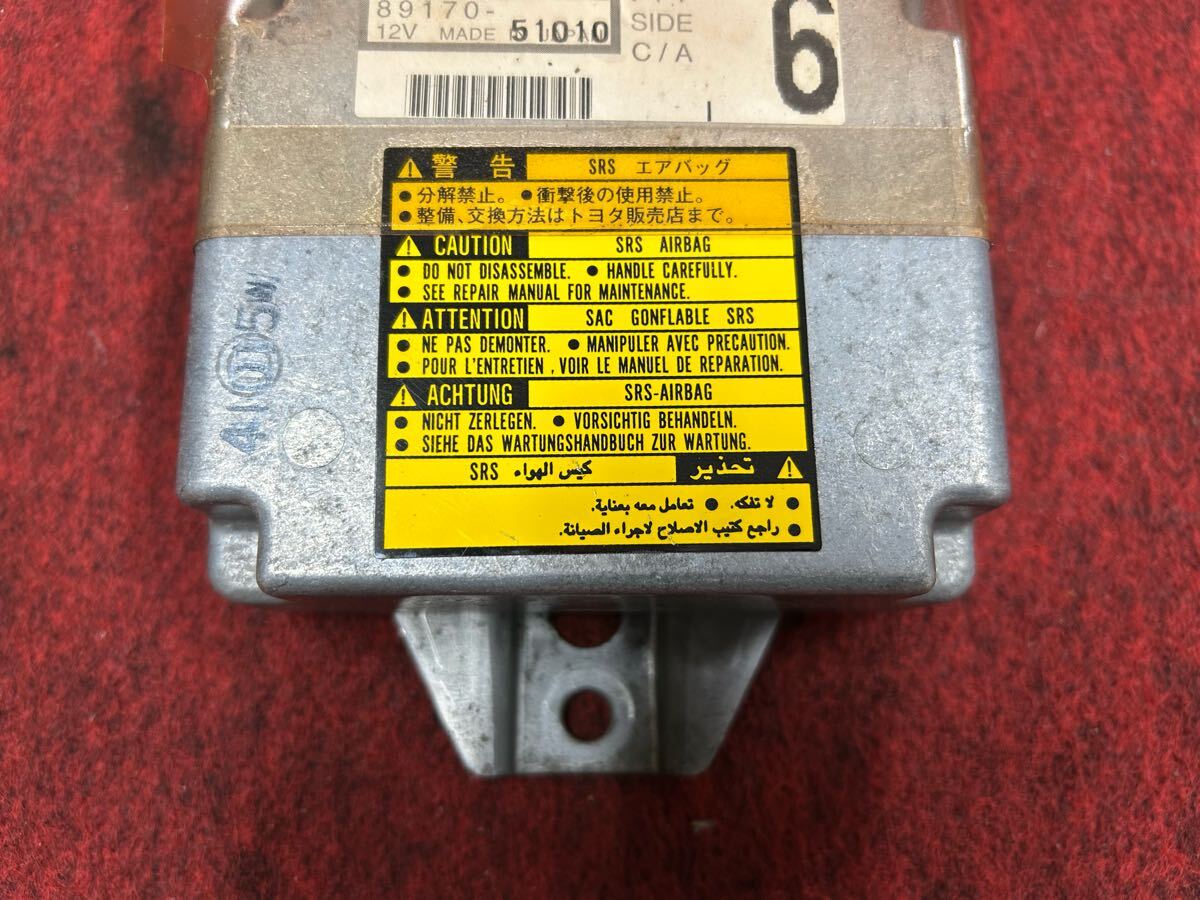 89170-
51010
12V MADE IN JAPAN
SIDE
C/A
6
警告 SRS エアバッグ
● 分解禁止。 ● 衝撃後の使用禁止。
● 整備、交換方法はトヨタ販売店まで。
CAUTION SRS AIRBAG
● DO NOT DISASSEMBLE. ● HANDLE CAREFULLY.
● SEE REPAIR MANUAL FOR MAINTENANCE.
ATTENTION SAC GONFLABLE SRS
● NE PAS DEMONTER. ● MANIPULER AVEC PRECAUTION.
● POUR L'ENTRETIEN , VOIR LE MANUEL DE REPARATION.
ACHTUNG SRS-AIRBAG
● NICHT ZERLEGEN. ● VORSICHTIG BEHANDELN.
● SIEHE DAS WARTUNGSHANDBUCH ZUR WARTUNG.
تحذير كيس الهواء SRS
● لا تفكه. ● تعامل معه بعناية.
● راجع كتيب الاصلاح لاجراء الصيانة.